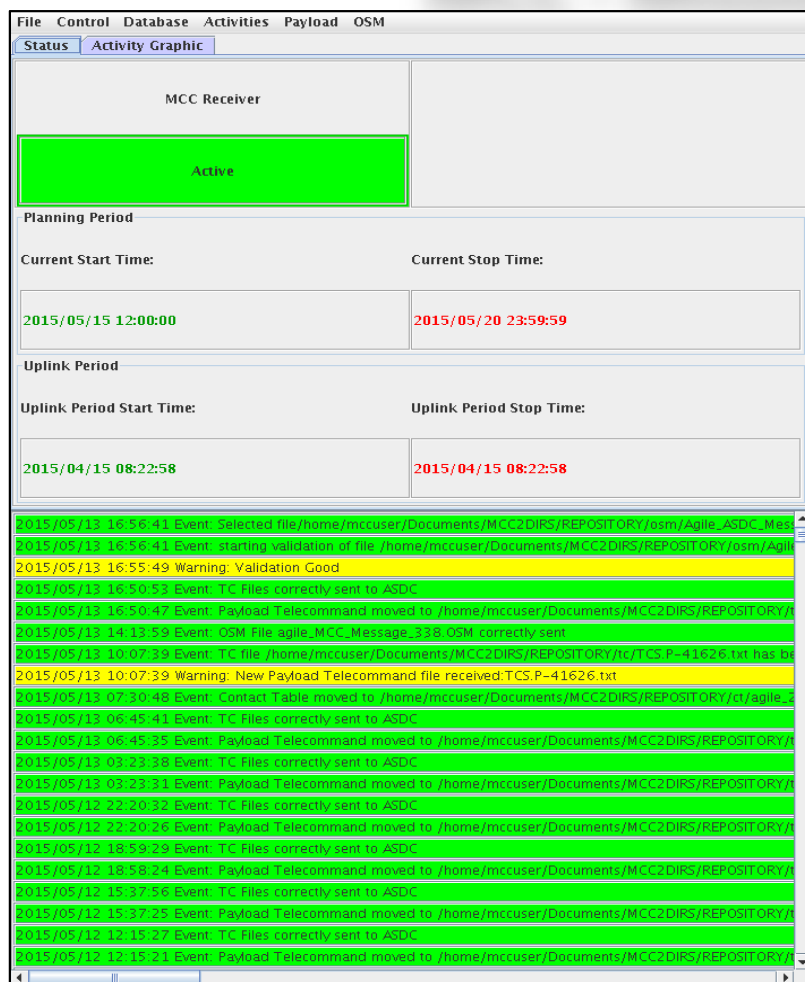 File Control Database Activities Payload OSM
Status Activity Graphic
MCC Receiver
Active
Planning Period
Current Start Time: Current Stop Time:
2015/05/15 12:00:00 2015/05/20 23:59:59
Uplink Period
Uplink Period Start Time: Uplink Period Stop Time:
2015/04/15 08:22:58 2015/04/15 08:22:58
2015/05/13 16:56:41 Event: Selected file/home/mccuser/Documents/MCC2DIRS/REPOSITORY/osm/Agile_ASDC_Mess
2015/05/13 16:56:41 Event: starting validation of file /home/mccuser/Documents/MCC2DIRS/REPOSITORY/osm/Agile
2015/05/13 16:55:49 Warning: Validation Good
2015/05/13 16:50:53 Event: TC Files correctly sent to ASDC
2015/05/13 16:50:47 Event: Payload Telecommand moved to /home/mccuser/Documents/MCC2DIRS/REPOSITORY/t
2015/05/13 14:13:59 Event: OSM File agile_MCC_Message_338.OSM correctly sent
2015/05/13 10:07:39 Event: TC file /home/mccuser/Documents/MCC2DIRS/REPOSITORY/tc/TCS.P-41626.txt has be
2015/05/13 10:07:39 Warning: New Payload Telecommand file received:TCS.P-41626.txt
2015/05/13 07:30:48 Event: Contact Table moved to /home/mccuser/Documents/MCC2DIRS/REPOSITORY/ct/agile_2
2015/05/13 06:45:41 Event: TC Files correctly sent to ASDC
2015/05/13 06:45:35 Event: Payload Telecommand moved to /home/mccuser/Documents/MCC2DIRS/REPOSITORY/t
2015/05/13 03:23:38 Event: TC Files correctly sent to ASDC
2015/05/13 03:23:31 Event: Payload Telecommand moved to /home/mccuser/Documents/MCC2DIRS/REPOSITORY/t
2015/05/12 22:20:32 Event: TC Files correctly sent to ASDC
2015/05/12 22:20:26 Event: Payload Telecommand moved to /home/mccuser/Documents/MCC2DIRS/REPOSITORY/t
2015/05/12 18:59:29 Event: TC Files correctly sent to ASDC
2015/05/12 18:58:24 Event: Payload Telecommand moved to /home/mccuser/Documents/MCC2DIRS/REPOSITORY/t
2015/05/12 15:37:56 Event: TC Files correctly sent to ASDC
2015/05/12 15:37:25 Event: Payload Telecommand moved to /home/mccuser/Documents/MCC2DIRS/REPOSITORY/t
2015/05/12 12:15:27 Event: TC Files correctly sent to ASDC
2015/05/12 12:15:21 Event: Payload Telecommand moved to /home/mccuser/Documents/MCC2DIRS/REPOSITORY/t